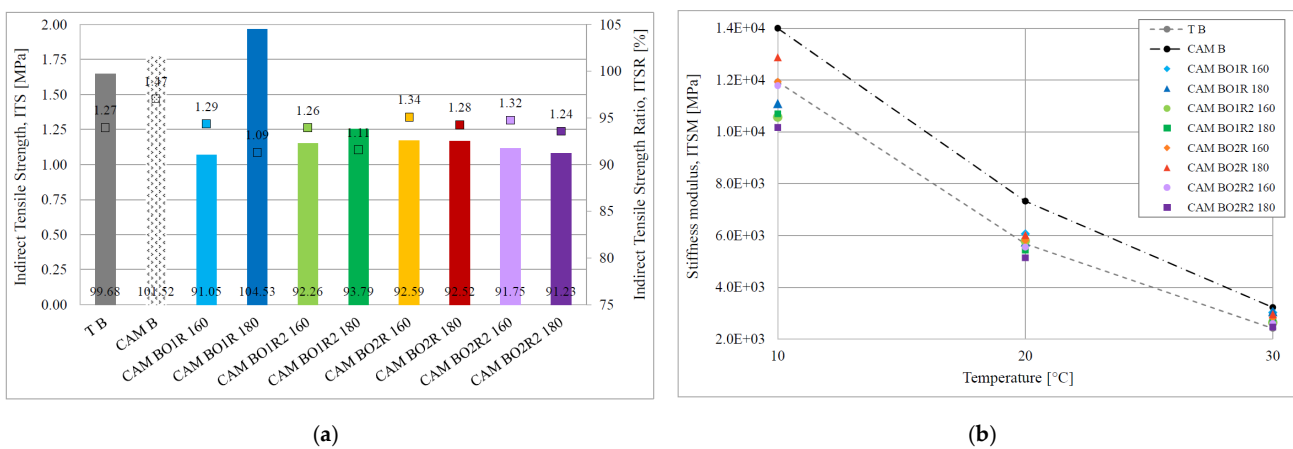 Indirect Tensile Strength, ITS [MPa]
2.00
1.75
1.50
1.25
1.00
0.75
0.50
0.25
0.00
1.27
1.47
1.29
1.09
1.26
1.11
1.34
1.28
1.32
1.24
99.68
101.52
91.05
104.53
92.26
93.79
92.59
92.52
91.75
91.23
T B
CAM B
CAM BO1R 160
CAM BO1R 180
CAM BO1R2 160
CAM BO1R2 180
CAM BO2R 160
CAM BO2R 180
CAM BO2R2 160
CAM BO2R2 180
105
100
95
90
85
80
75
Indirect Tensile Strength Ratio, ITSR [%]
(a)
Stiffness modulus, ITSM [MPa]
1.4E+04
1.2E+04
1.0E+04
8.0E+03
6.0E+03
4.0E+03
2.0E+03
10
20
30
Temperature [°C]
T B
CAM B
CAM BO1R 160
CAM BO1R 180
CAM BO1R2 160
CAM BO1R2 180
CAM BO2R 160
CAM BO2R 180
CAM BO2R2 160
CAM BO2R2 180
(b)